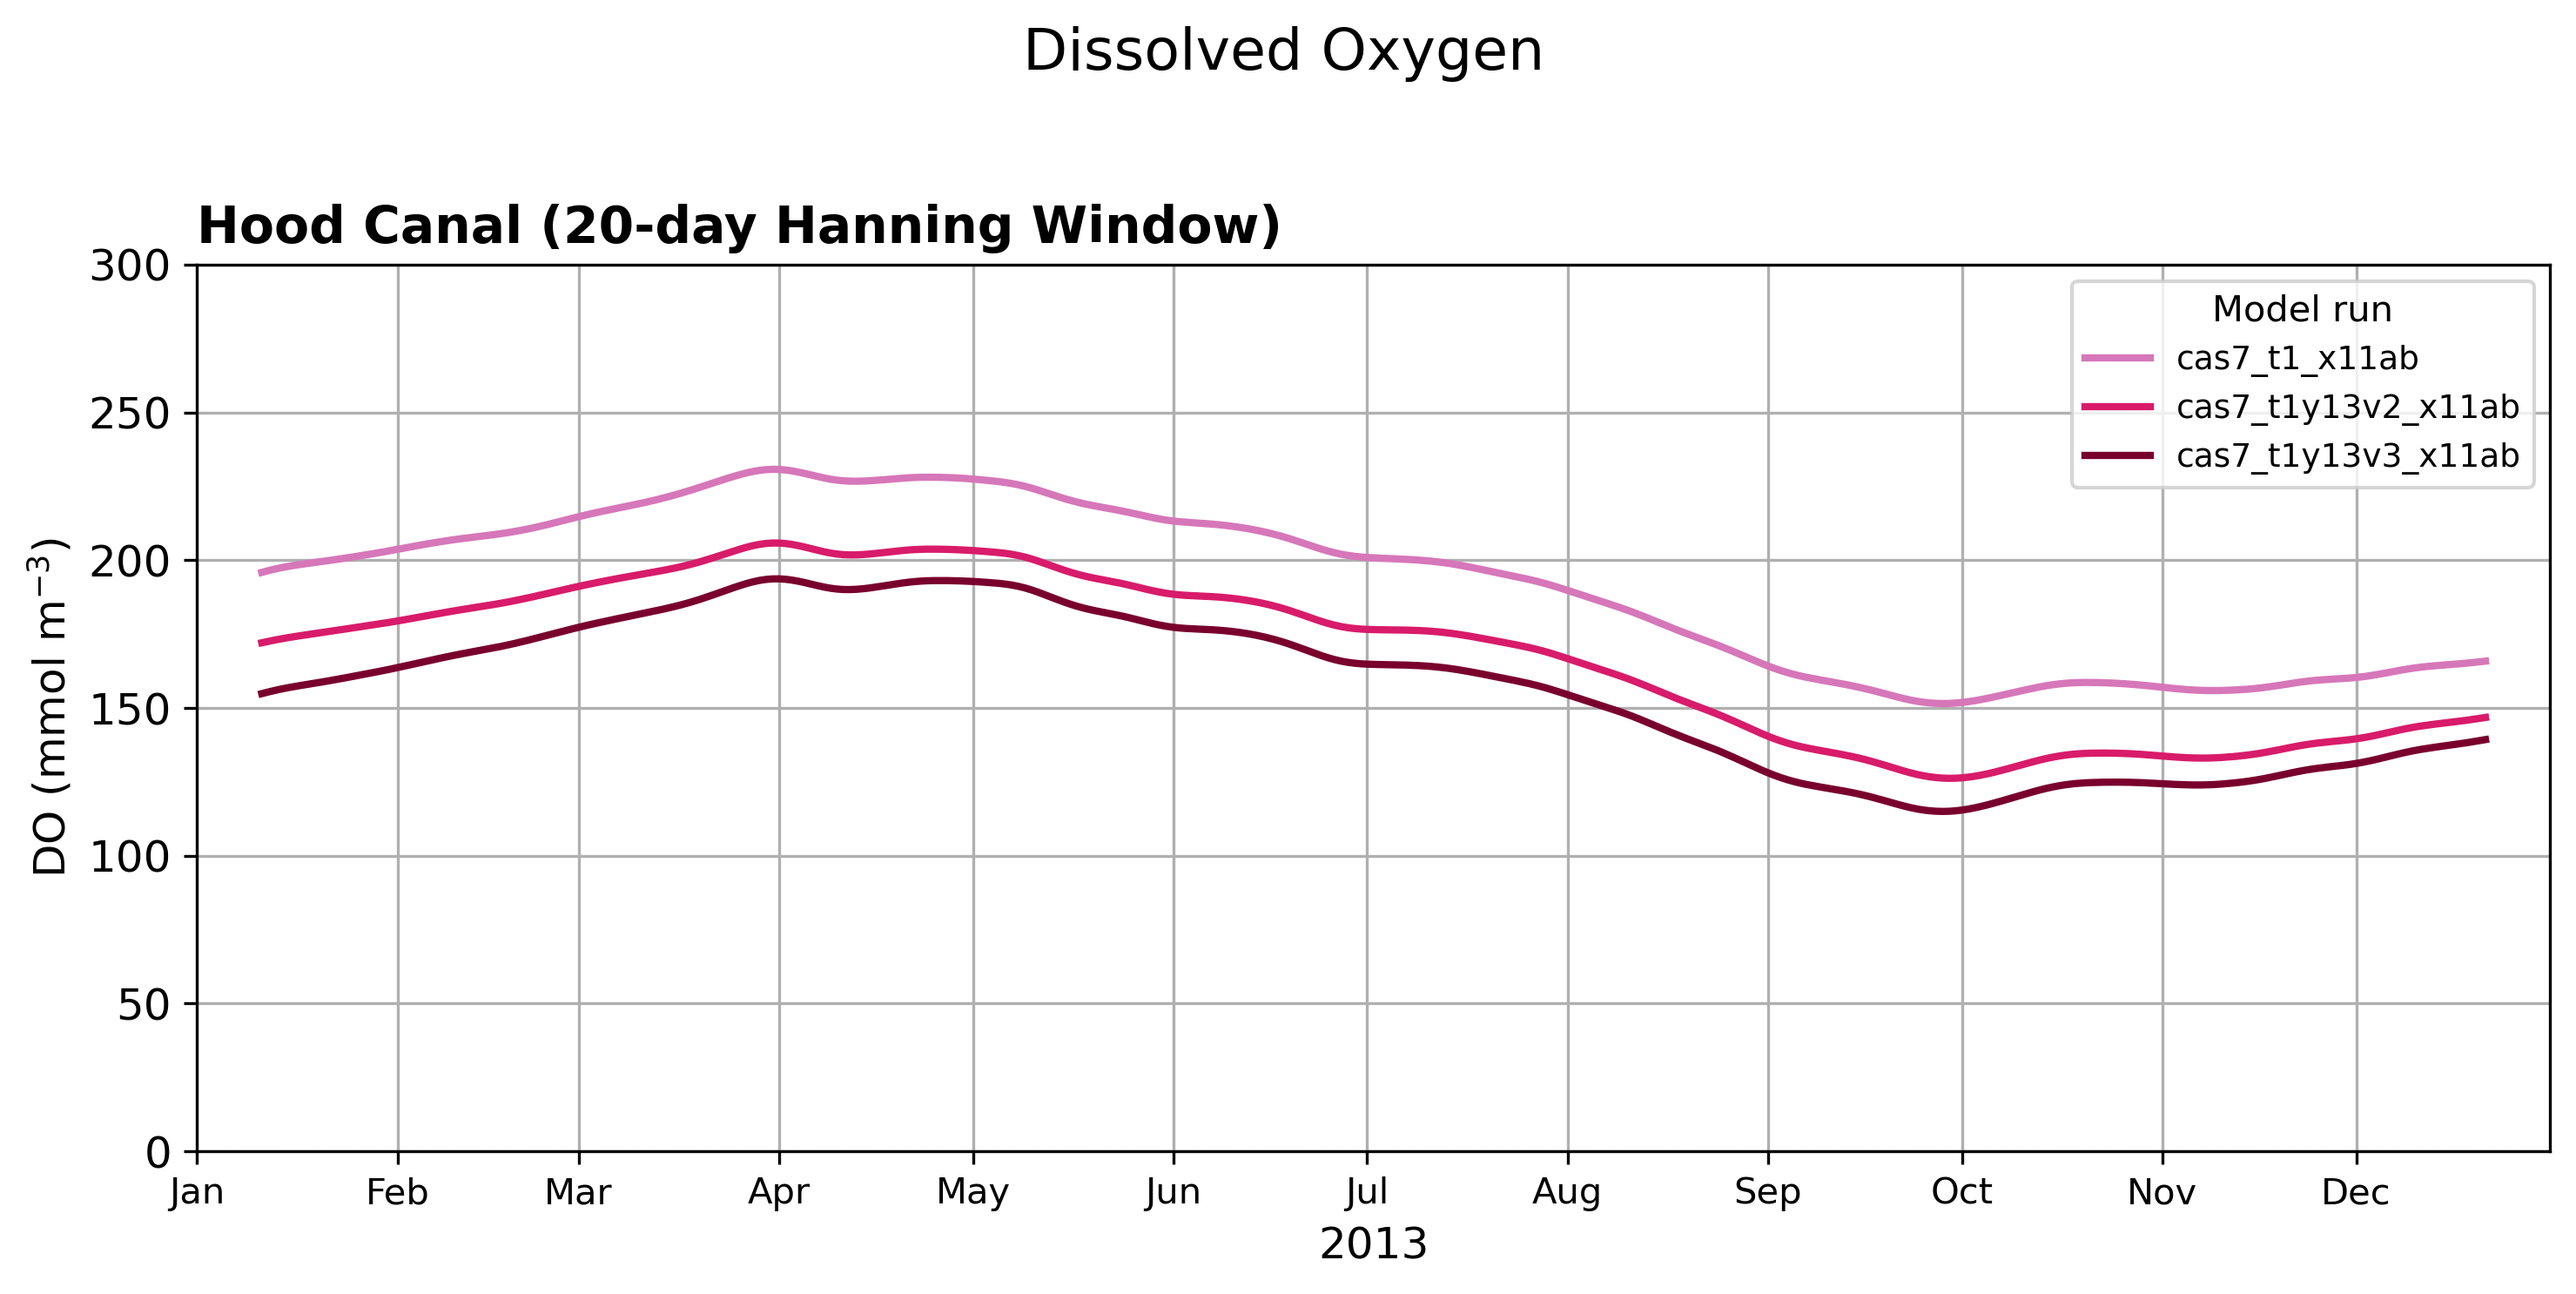 Dissolved Oxygen
Hood Canal (20-day Hanning Window)
300
250
200
150
100
50
0
DO (mmol m⁻³)
Model run
cas7_t1_x11ab
cas7_t1y13v2_x11ab
cas7_t1y13v3_x11ab
Jan Feb Mar Apr May Jun Jul Aug Sep Oct Nov Dec
2013